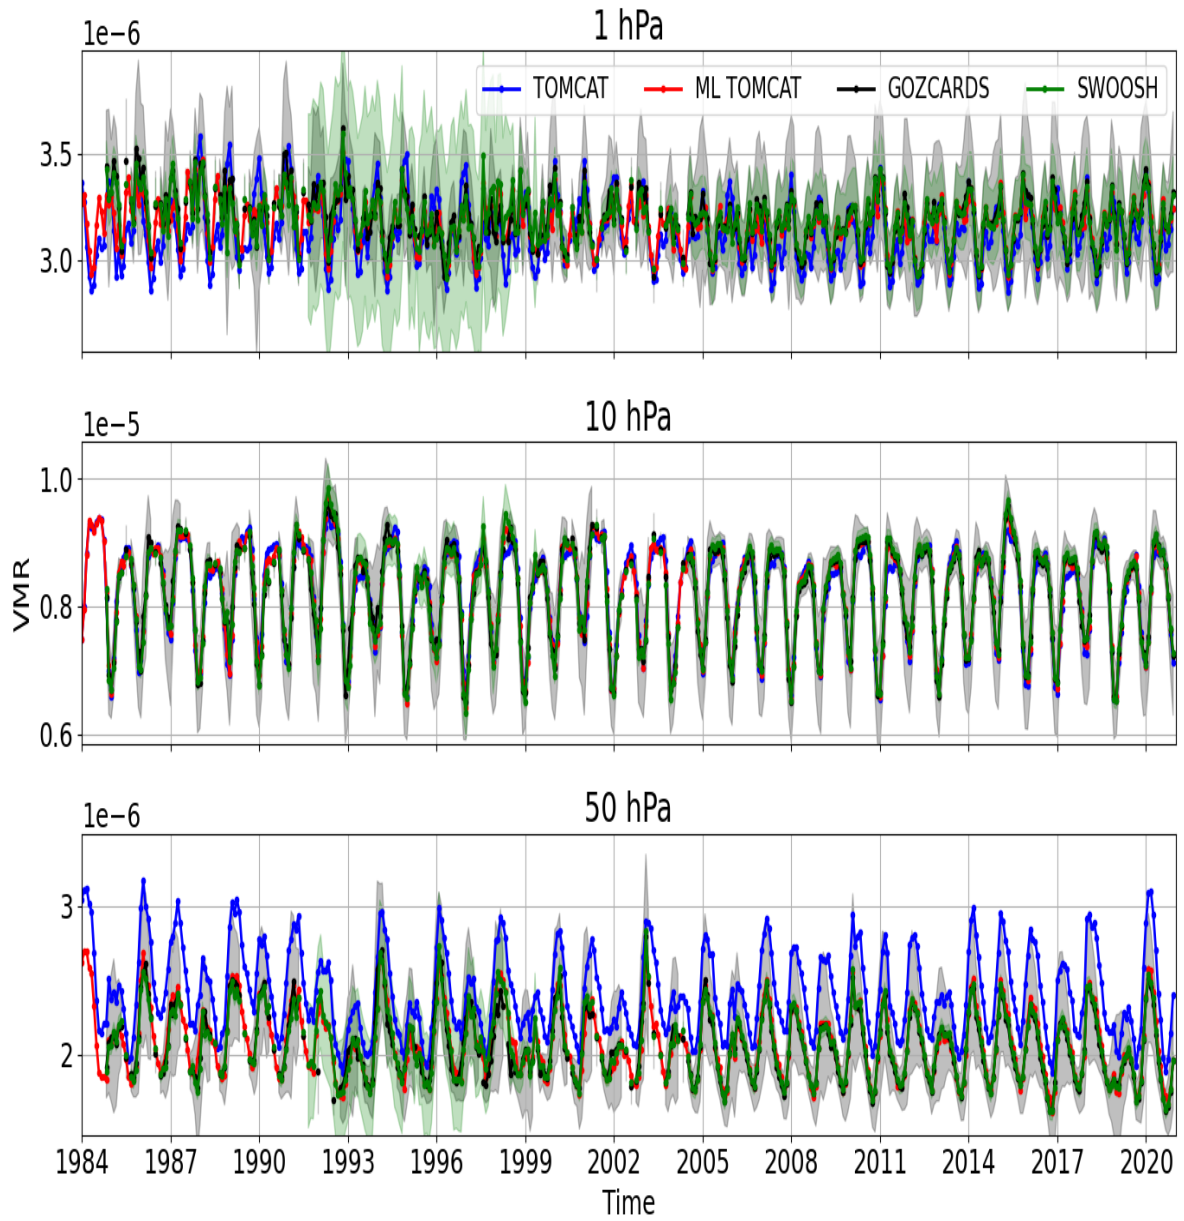 1 hPa
1e−6
TOMCAT ML TOMCAT GOZCARDS SWOOSH
3.5
3.0
10 hPa
1e−5
1.0
0.8
0.6
VMR
50 hPa
1e−6
3
2
1984 1987 1990 1993 1996 1999 2002 2005 2008 2011 2014 2017 2020
Time